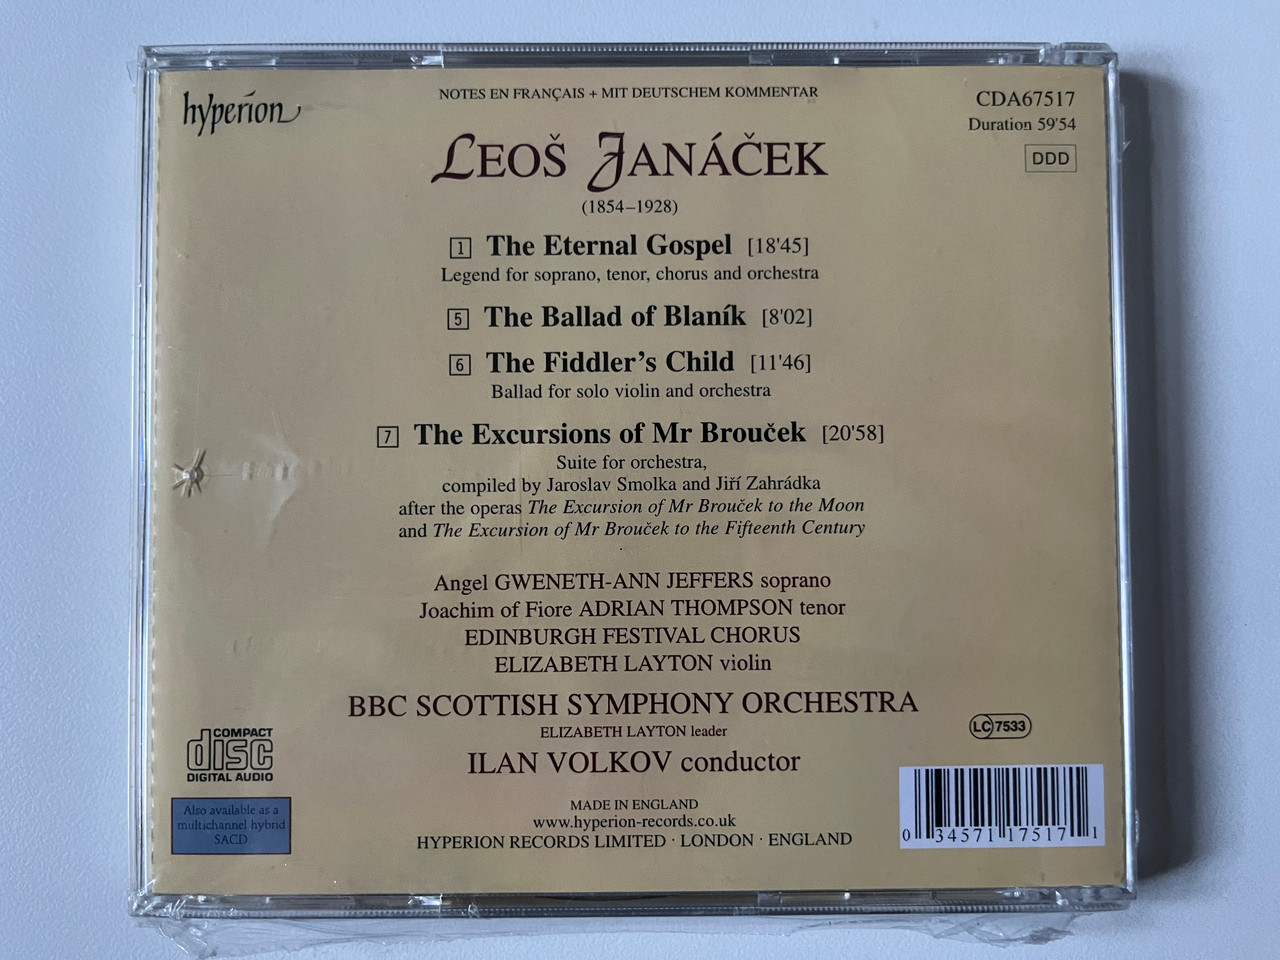 hyperion
NOTES EN FRANÇAIS + MIT DEUTSCHEM KOMMENTAR
CDA67517
Duration 59'54
DDD
LEOŠ JANÁČEK
(1854–1928)
1 The Eternal Gospel [18'45]
Legend for soprano, tenor, chorus and orchestra
5 The Ballad of Blaník [8'02]
6 The Fiddler's Child [11'46]
Ballad for solo violin and orchestra
7 The Excursions of Mr Brouček [20'58]
Suite for orchestra,
compiled by Jaroslav Smolka and Jiří Zahrádka
after the operas The Excursion of Mr Brouček to the Moon
and The Excursion of Mr Brouček to the Fifteenth Century
Angel GWENETH-ANN JEFFERS soprano
Joachim of Fiore ADRIAN THOMPSON tenor
EDINBURGH FESTIVAL CHORUS
ELIZABETH LAYTON violin
BBC SCOTTISH SYMPHONY ORCHESTRA
ELIZABETH LAYTON leader
ILAN VOLKOV conductor
LC 7533
COMPACT
disc
DIGITAL AUDIO
Also available as a
multichannel hybrid
SACD
MADE IN ENGLAND
www.hyperion-records.co.uk
HYPERION RECORDS LIMITED · LONDON · ENGLAND
0 34571 17517 1